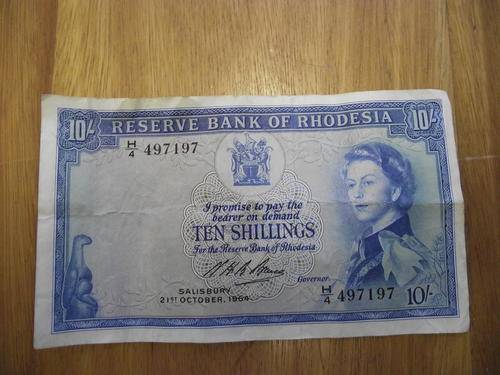 10/- RESERVE BANK OF RHODESIA 10/-
H/4 497197
I promise to pay the
bearer on demand
TEN SHILLINGS
For the Reserve Bank of Rhodesia
Governor.
SALISBURY,
21ST OCTOBER, 1964
H/4 497197 10/-